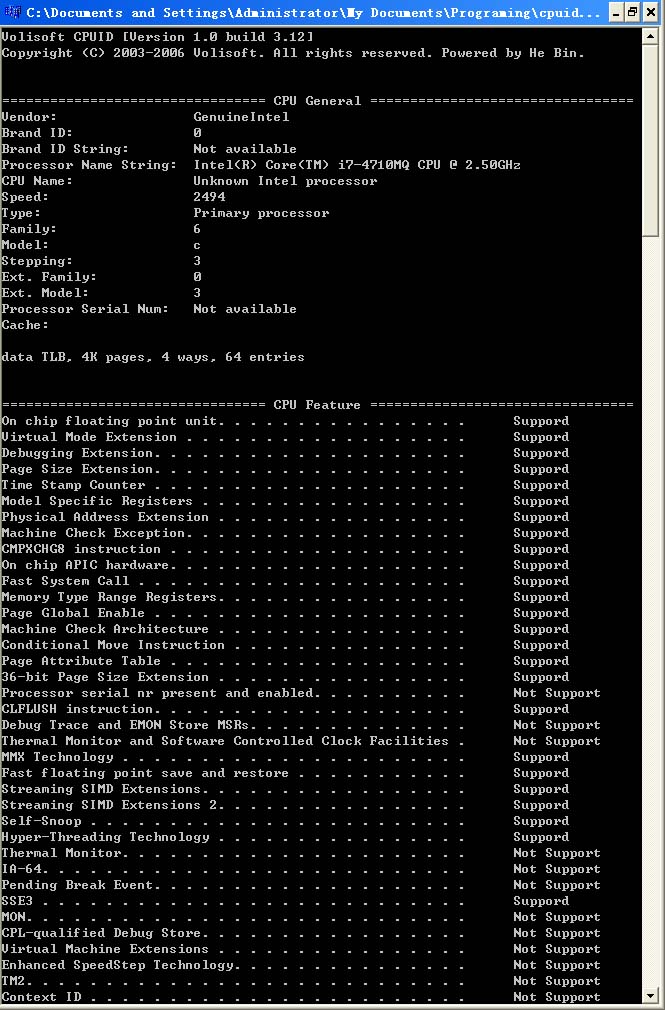 C:\Documents and Settings\Administrator\My Documents\Programing\cpuid...
Volisoft CPUID [Version 1.0 build 3.12]
Copyright (C) 2003-2006 Volisoft. All rights reserved. Powered by He Bin.
================================= CPU General =================================
Vendor: GenuineIntel
Brand ID: 0
Brand ID String: Not available
Processor Name String: Intel(R) Core(TM) i7-4710MQ CPU @ 2.50GHz
CPU Name: Unknown Intel processor
Speed: 2494
Type: Primary processor
Family: 6
Model: c
Stepping: 3
Ext. Family: 0
Ext. Model: 3
Processor Serial Num: Not available
Cache:
data TLB, 4K pages, 4 ways, 64 entries
================================= CPU Feature =================================
On chip floating point unit. . . . . . . . . . . . . . . . Suppord
Virtual Mode Extension . . . . . . . . . . . . . . . . . . Suppord
Debugging Extension. . . . . . . . . . . . . . . . . . . . Suppord
Page Size Extension. . . . . . . . . . . . . . . . . . . . Suppord
Time Stamp Counter . . . . . . . . . . . . . . . . . . . . Suppord
Model Specific Registers . . . . . . . . . . . . . . . . . Suppord
Physical Address Extension . . . . . . . . . . . . . . . . Suppord
Machine Check Exception. . . . . . . . . . . . . . . . . . Suppord
CMPXCHG8 instruction . . . . . . . . . . . . . . . . . . . Suppord
On chip APIC hardware. . . . . . . . . . . . . . . . . . . Suppord
Fast System Call . . . . . . . . . . . . . . . . . . . . . Suppord
Memory Type Range Registers. . . . . . . . . . . . . . . . Suppord
Page Global Enable . . . . . . . . . . . . . . . . . . . . Suppord
Machine Check Architecture . . . . . . . . . . . . . . . . Suppord
Conditional Move Instruction . . . . . . . . . . . . . . . Suppord
Page Attribute Table . . . . . . . . . . . . . . . . . . . Suppord
36-bit Page Size Extension . . . . . . . . . . . . . . . . Suppord
Processor serial nr present and enabled. . . . . . . . . . Not Support
CLFLUSH instruction. . . . . . . . . . . . . . . . . . . . Suppord
Debug Trace and EMON Store MSRs. . . . . . . . . . . . . . Not Support
Thermal Monitor and Software Controlled Clock Facilities . Not Support
MMX Technology . . . . . . . . . . . . . . . . . . . . . . Suppord
Fast floating point save and restore . . . . . . . . . . . Suppord
Streaming SIMD Extensions. . . . . . . . . . . . . . . . . Suppord
Streaming SIMD Extensions 2. . . . . . . . . . . . . . . . Suppord
Self-Snoop . . . . . . . . . . . . . . . . . . . . . . . . Suppord
Hyper-Threading Technology . . . . . . . . . . . . . . . . Suppord
Thermal Monitor. . . . . . . . . . . . . . . . . . . . . . Not Support
IA-64. . . . . . . . . . . . . . . . . . . . . . . . . . . Not Support
Pending Break Event. . . . . . . . . . . . . . . . . . . . Not Support
SSE3 . . . . . . . . . . . . . . . . . . . . . . . . . . . Suppord
MON. . . . . . . . . . . . . . . . . . . . . . . . . . . . Not Support
CPL-qualified Debug Store. . . . . . . . . . . . . . . . . Not Support
Virtual Machine Extensions . . . . . . . . . . . . . . . . Not Support
Enhanced SpeedStep Technology. . . . . . . . . . . . . . . Not Support
TM2. . . . . . . . . . . . . . . . . . . . . . . . . . . . Not Support
Context ID . . . . . . . . . . . . . . . . . . . . . . . . Not Support